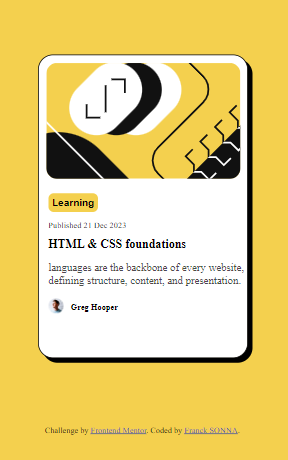 Learning
Published 21 Dec 2023
HTML & CSS foundations
languages are the backbone of every website,
defining structure, content, and presentation.
Greg Hooper
Challenge by Frontend Mentor. Coded by Franck SONNA.